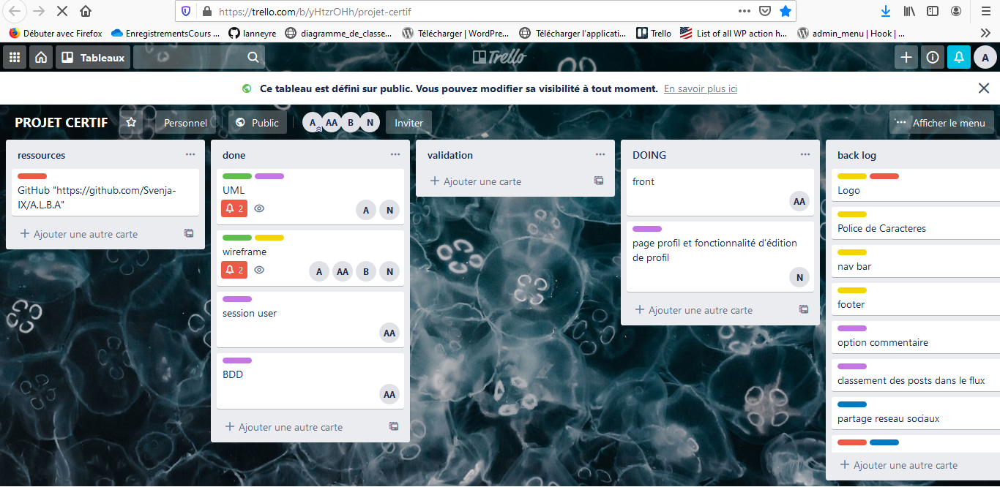 https://trello.com/b/yHtzrOHh/projet-certif
Débuter avec Firefox
EnregistrementsCours ...
lanneyre
diagramme_de_classe...
Télécharger | WordPre...
Télécharger l'applicati...
Trello
List of all WP action h...
admin_menu | Hook | ...
Tableaux
Trello
A
Ce tableau est défini sur public. Vous pouvez modifier sa visibilité à tout moment. En savoir plus ici
PROJET CERTIF
Personnel
Public
A
AA
B
N
Inviter
Afficher le menu
ressources
GitHub "https://github.com/Svenja-
IX/A.L.B.A"
Ajouter une autre carte
done
UML
2
A
N
wireframe
2
A
AA
B
N
session user
AA
BDD
AA
Ajouter une autre carte
validation
Ajouter une carte
DOING
front
AA
page profil et fonctionnalité d'édition
de profil
N
Ajouter une autre carte
back log
Logo
Police de Caracteres
nav bar
footer
option commentaire
classement des posts dans le flux
partage reseau sociaux
Ajouter une autre carte